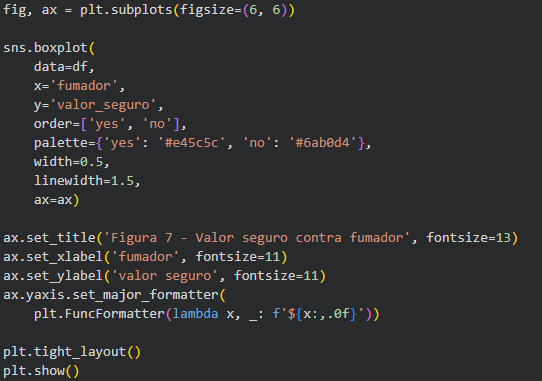 fig, ax = plt.subplots(figsize=(6, 6))

sns.boxplot(
    data=df,
    x='fumador',
    y='valor_seguro',
    order=['yes', 'no'],
    palette={'yes': '#e45c5c', 'no': '#6ab0d4'},
    width=0.5,
    linewidth=1.5,
    ax=ax)

ax.set_title('Figura 7 - Valor seguro contra fumador', fontsize=13)
ax.set_xlabel('fumador', fontsize=11)
ax.set_ylabel('valor seguro', fontsize=11)
ax.yaxis.set_major_formatter(
    plt.FuncFormatter(lambda x, _: f'${x:,.0f}'))

plt.tight_layout()
plt.show()